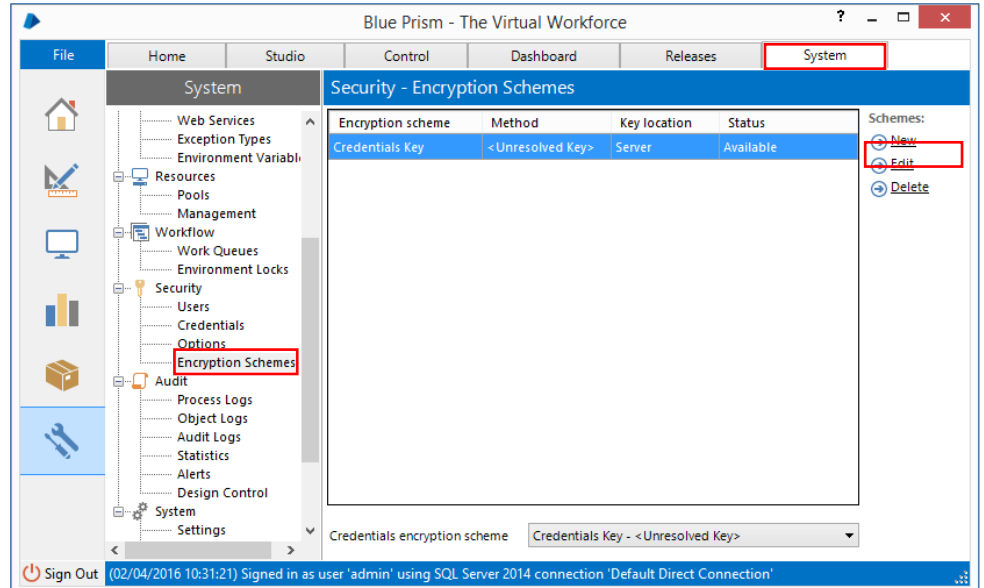 Blue Prism - The Virtual Workforce
?
File
Home
Studio
Control
Dashboard
Releases
System
System
Security - Encryption Schemes
Web Services
Exception Types
Environment Variabl
Resources
Pools
Management
Workflow
Work Queues
Environment Locks
Security
Users
Credentials
Options
Encryption Schemes
Audit
Process Logs
Object Logs
Audit Logs
Statistics
Alerts
Design Control
System
Settings
Encryption scheme Method Key location Status
Credentials Key <Unresolved Key> Server Available
Schemes:
New
Edit
Delete
Credentials encryption scheme Credentials Key - <Unresolved Key>
Sign Out (02/04/2016 10:31:21) Signed in as user 'admin' using SQL Server 2014 connection 'Default Direct Connection'